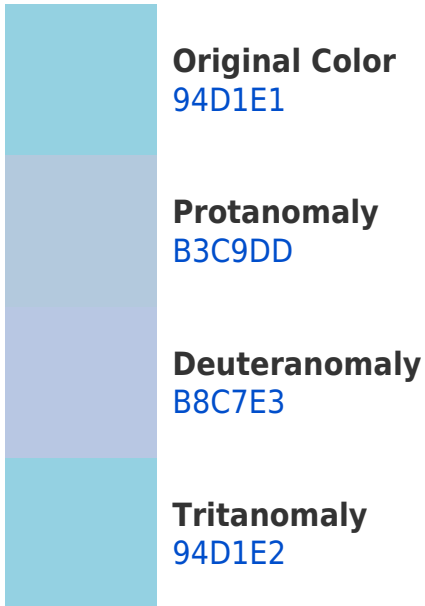 Original Color
94D1E1
Protanomaly
B3C9DD
Deuteranomaly
B8C7E3
Tritanomaly
94D1E2